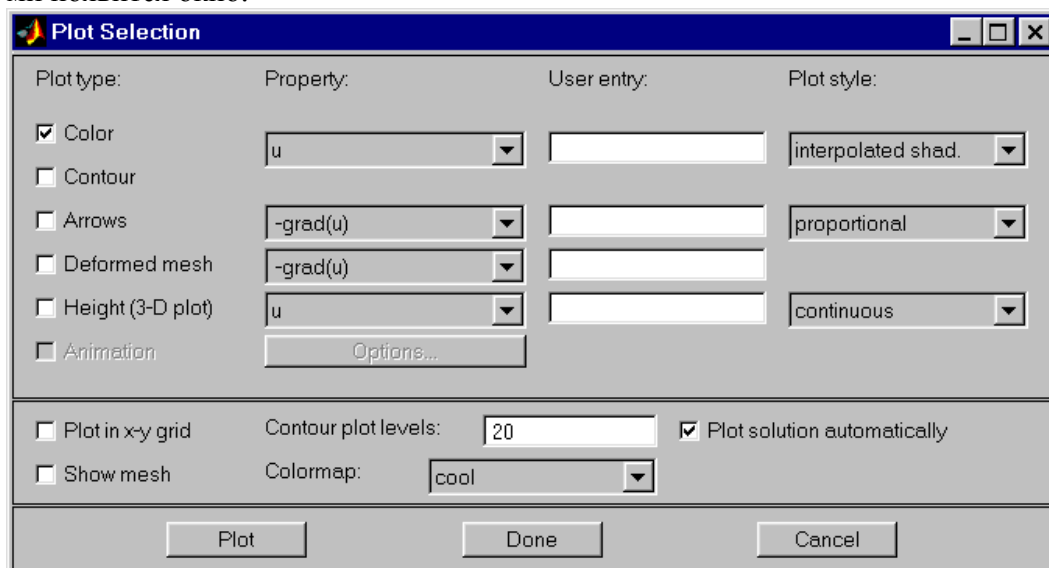 Plot Selection
Plot type: Property: User entry: Plot style:
Color u interpolated shad.
Contour
Arrows -grad(u) proportional
Deformed mesh -grad(u)
Height (3-D plot) u continuous
Animation Options...
Plot in x-y grid Contour plot levels: 20 Plot solution automatically
Show mesh Colormap: cool
Plot Done Cancel